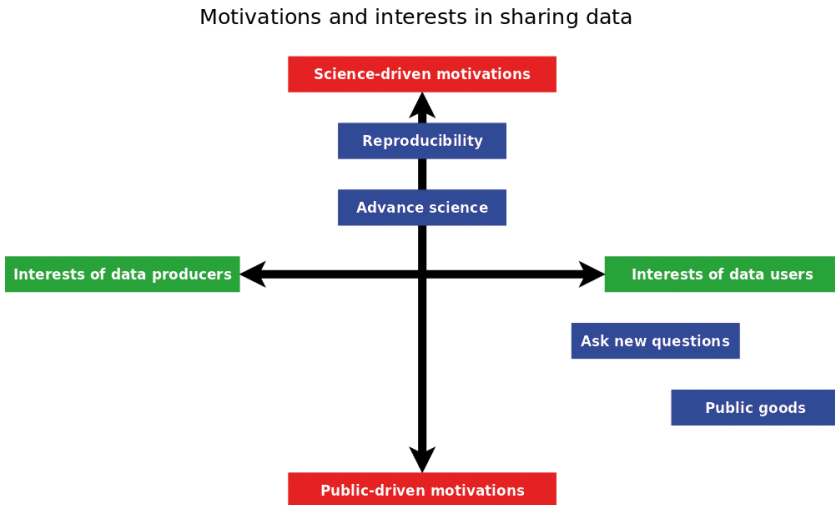 Motivations and interests in sharing data
Science-driven motivations
Reproducibility
Advance science
Interests of data producers
Interests of data users
Ask new questions
Public goods
Public-driven motivations